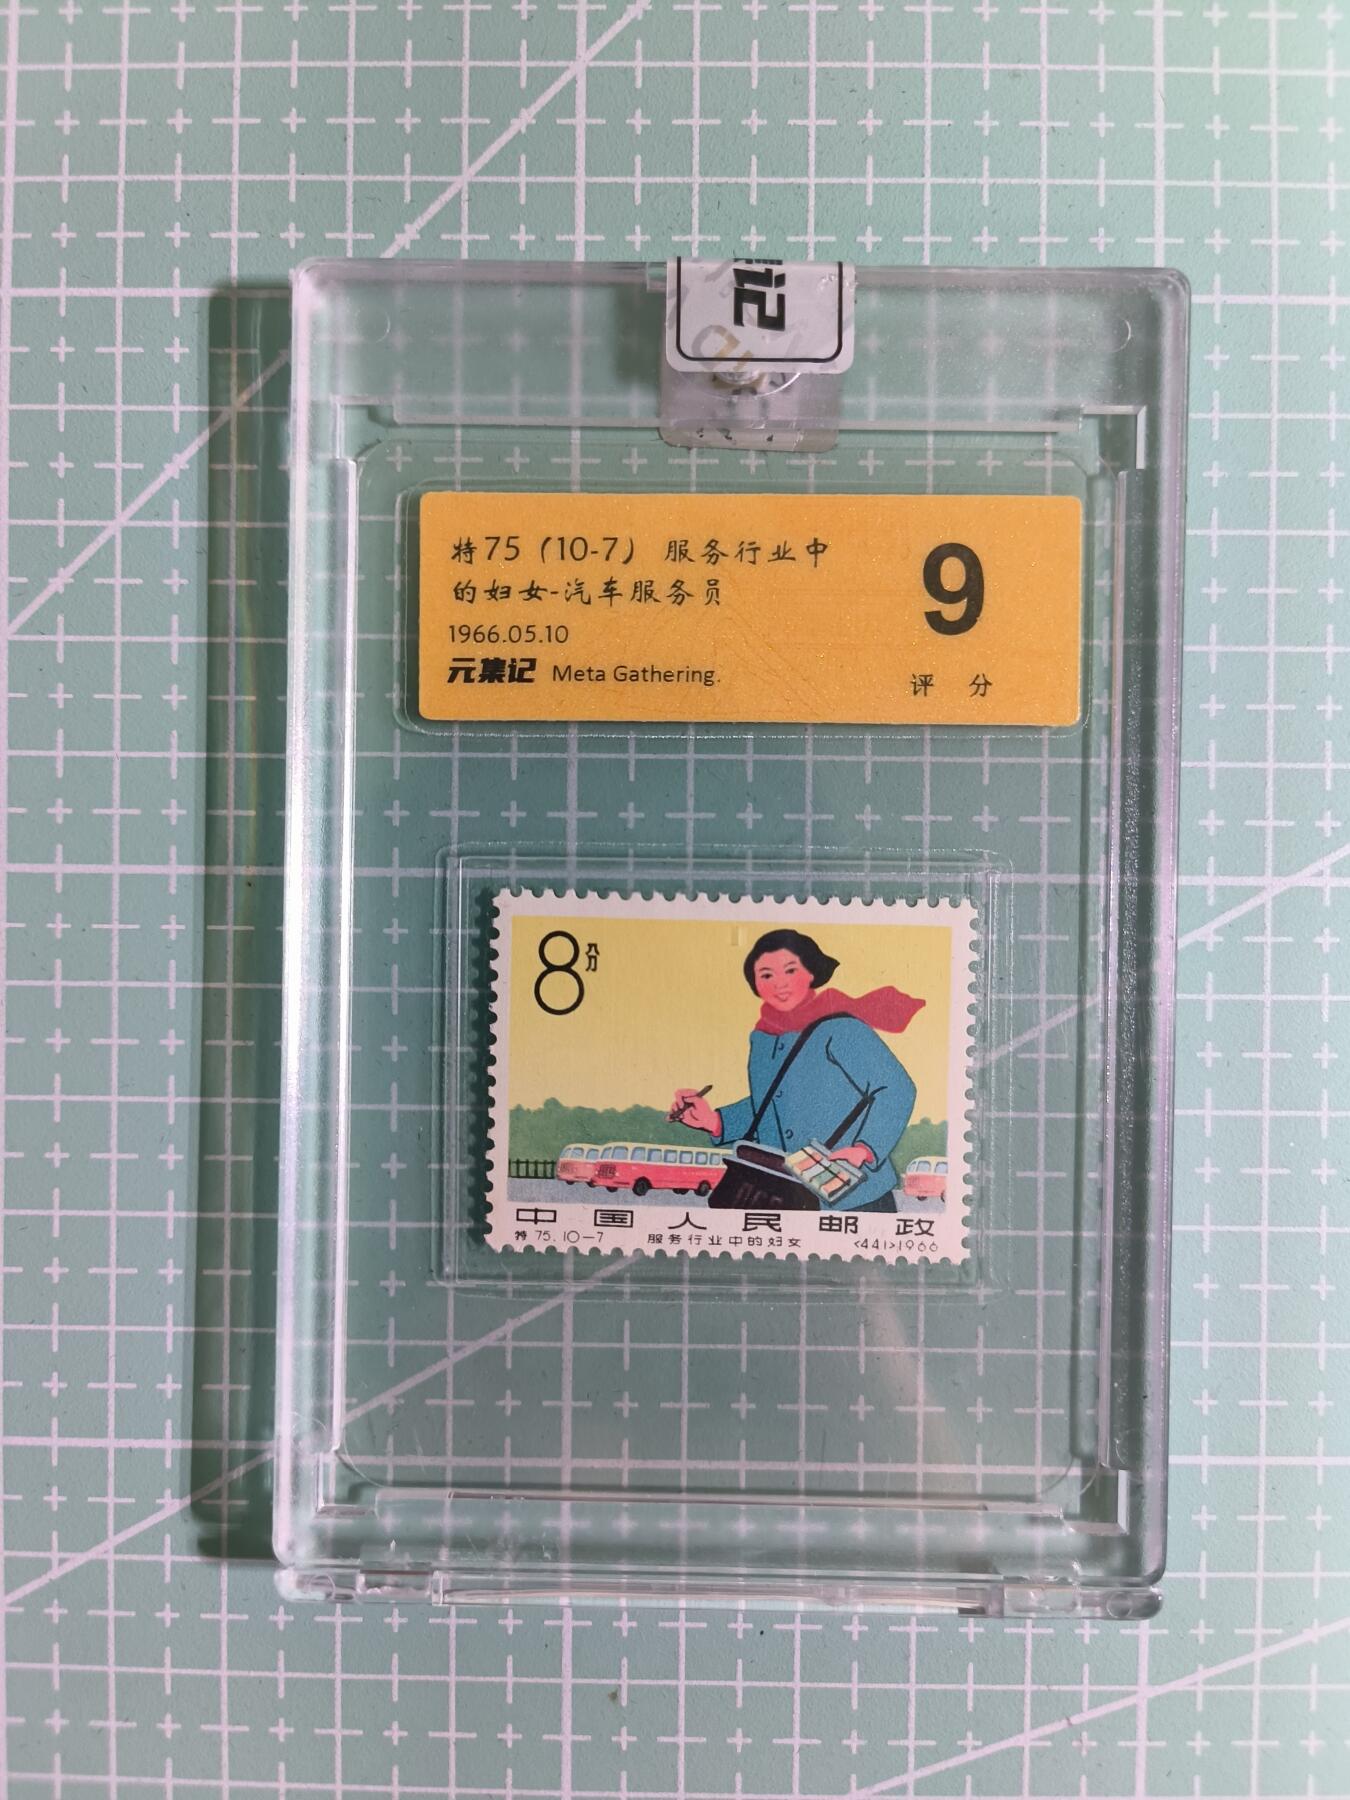 记
特75（10-7） 服务行业中
的妇女-汽车服务员
1966.05.10
元集记 Meta Gathering.
9
评 分
8分
中国人民邮政
特 75.10-7 服务行业中的妇女 <441>1966